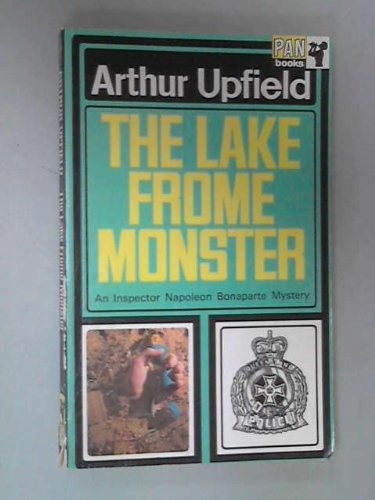 PAN
books
Arthur Upfield
THE LAKE
FROME
MONSTER
An Inspector Napoleon Bonaparte Mystery
POLICE